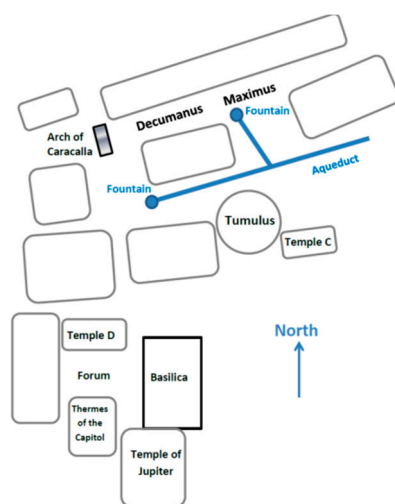 Maximus
Fountain
Decumanus
Arch of
Caracalla
Aqueduct
Fountain
Tumulus
Temple C
Temple D
North
Forum
Basilica
Thermes
of the
Capitol
Temple of
Jupiter